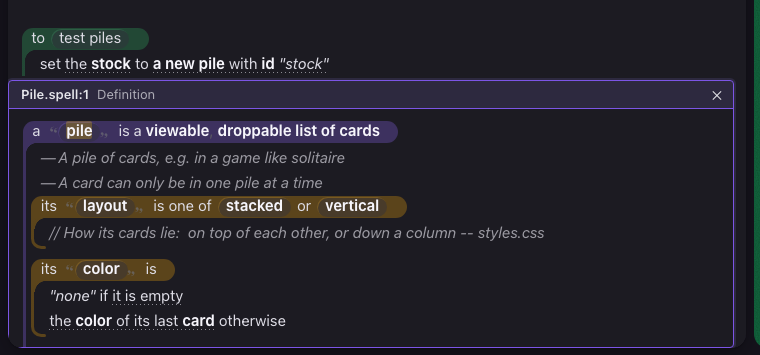 to test piles
set the stock to a new pile with id "stock"
Pile.spell:1 Definition
a “ pile ” is a viewable, droppable list of cards
— A pile of cards, e.g. in a game like solitaire
— A card can only be in one pile at a time
its “ layout ” is one of stacked or vertical
// How its cards lie: on top of each other, or down a column -- styles.css
its “ color ” is
"none" if it is empty
the color of its last card otherwise